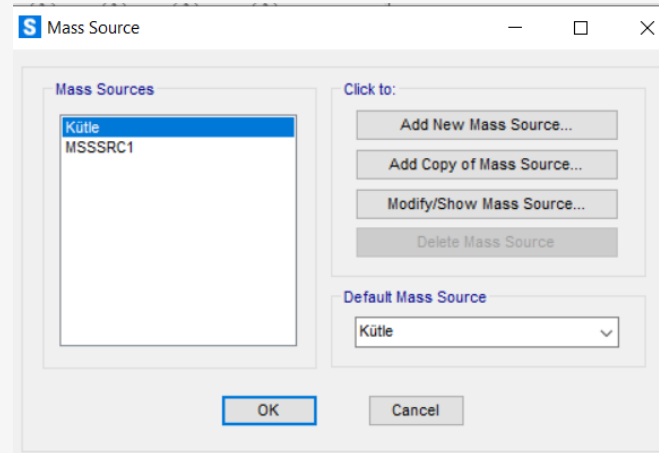 S Mass Source
Mass Sources
Kütle
MSSSRC1
Click to:
Add New Mass Source...
Add Copy of Mass Source...
Modify/Show Mass Source...
Delete Mass Source
Default Mass Source
Kütle
OK
Cancel